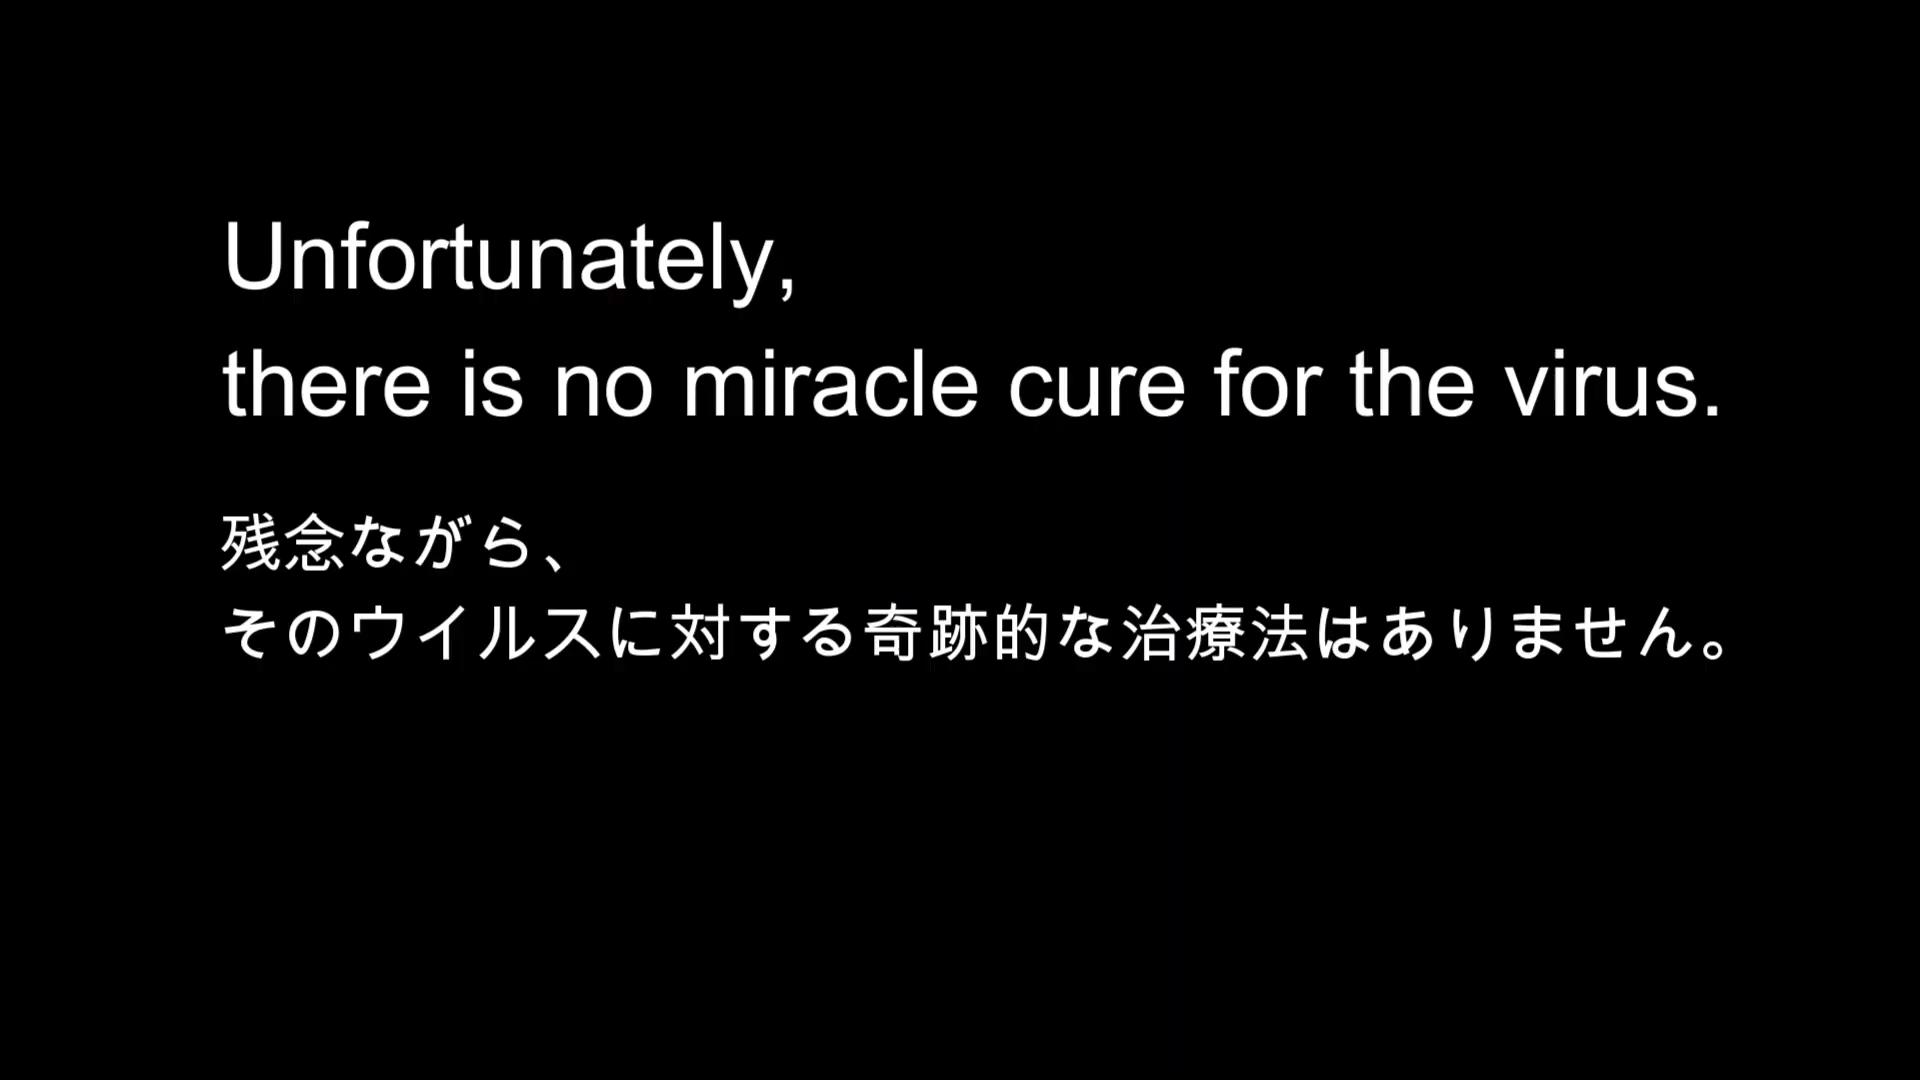 Unfortunately,
there is no miracle cure for the virus.
残念ながら、
そのウイルスに対する奇跡的な治療法はありません。